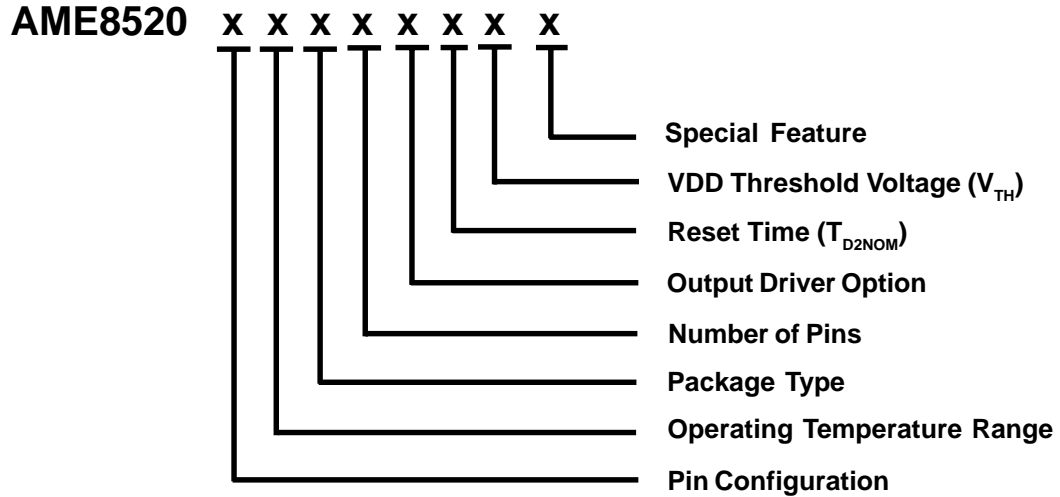 AME8520 x x x x x x x x
Special Feature
VDD Threshold Voltage (VTH)
Reset Time (TD2NOM)
Output Driver Option
Number of Pins
Package Type
Operating Temperature Range
Pin Configuration